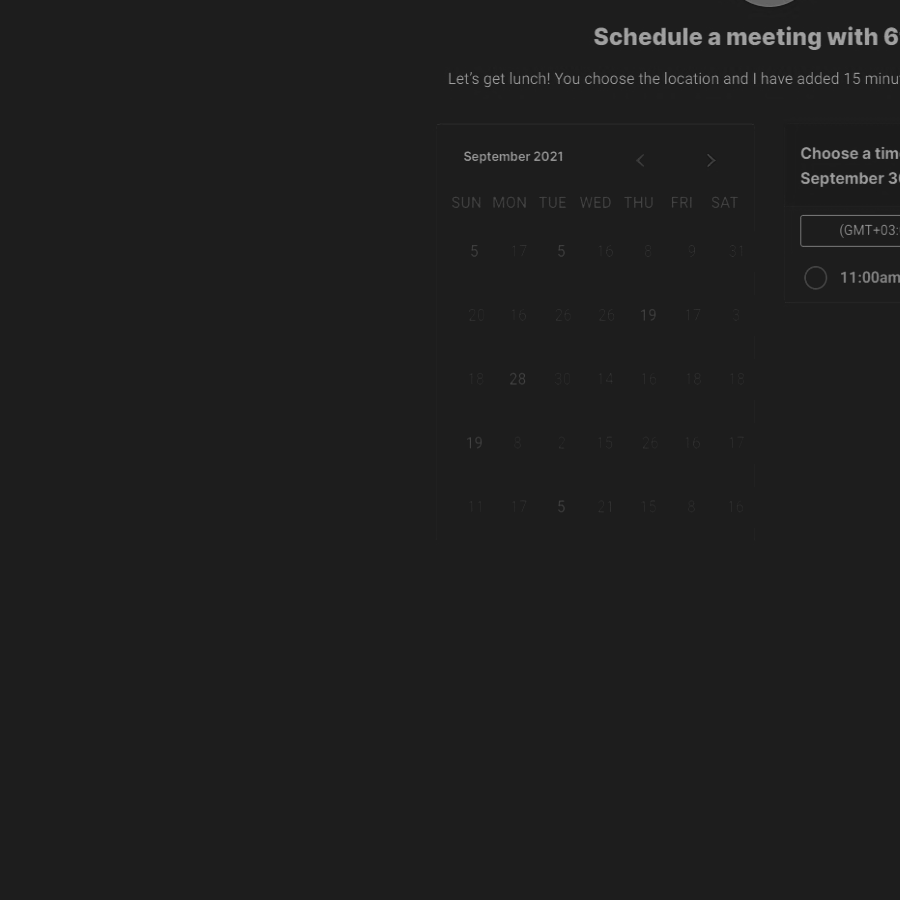 Schedule a meeting with 6
Let's get lunch! You choose the location and I have added 15
September 2021
SUN MON TUE WED THU FRI SAT
5 17 5 16 8 9 31
20 16 26 26 19 17 3
18 28 30 14 16 18 18
19 8 2 15 26 16 17
11 17 5 21 15 8 16
Choose a
September
(GMT+03:
11:00am